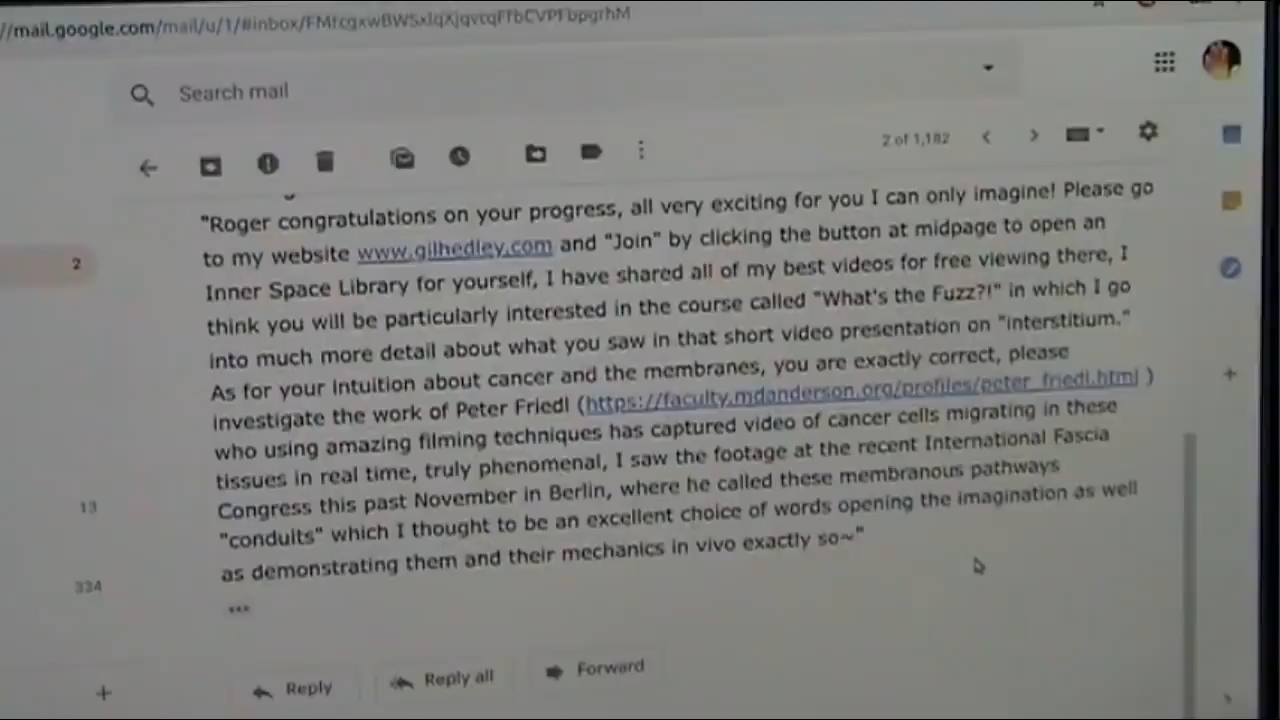 //mail.google.com/mail/u/1/#inbox/
Search mail
2 of 1,182
"Roger congratulations on your progress, all very exciting for you I can only imagine! Please go
to my website www.gilhedley.com and "Join" by clicking the button at midpage to open an
2
Inner Space Library for yourself, I have shared all of my best videos for free viewing there, I
think you will be particularly interested in the course called "What's the Fuzz?!" in which I go
into much more detail about what you saw in that short video presentation on "interstitium."
As for your intuition about cancer and the membranes, you are exactly correct, please
investigate the work of Peter Friedl (https://faculty.mdanderson.org/profiles/peter_friedl.html )
who using amazing filming techniques has captured video of cancer cells migrating in these
tissues in real time, truly phenomenal, I saw the footage at the recent International Fascia
13
Congress this past November in Berlin, where he called these membranous pathways
"conduits" which I thought to be an excellent choice of words opening the imagination as well
as demonstrating them and their mechanics in vivo exactly so~"
334
Reply
Reply all
Forward